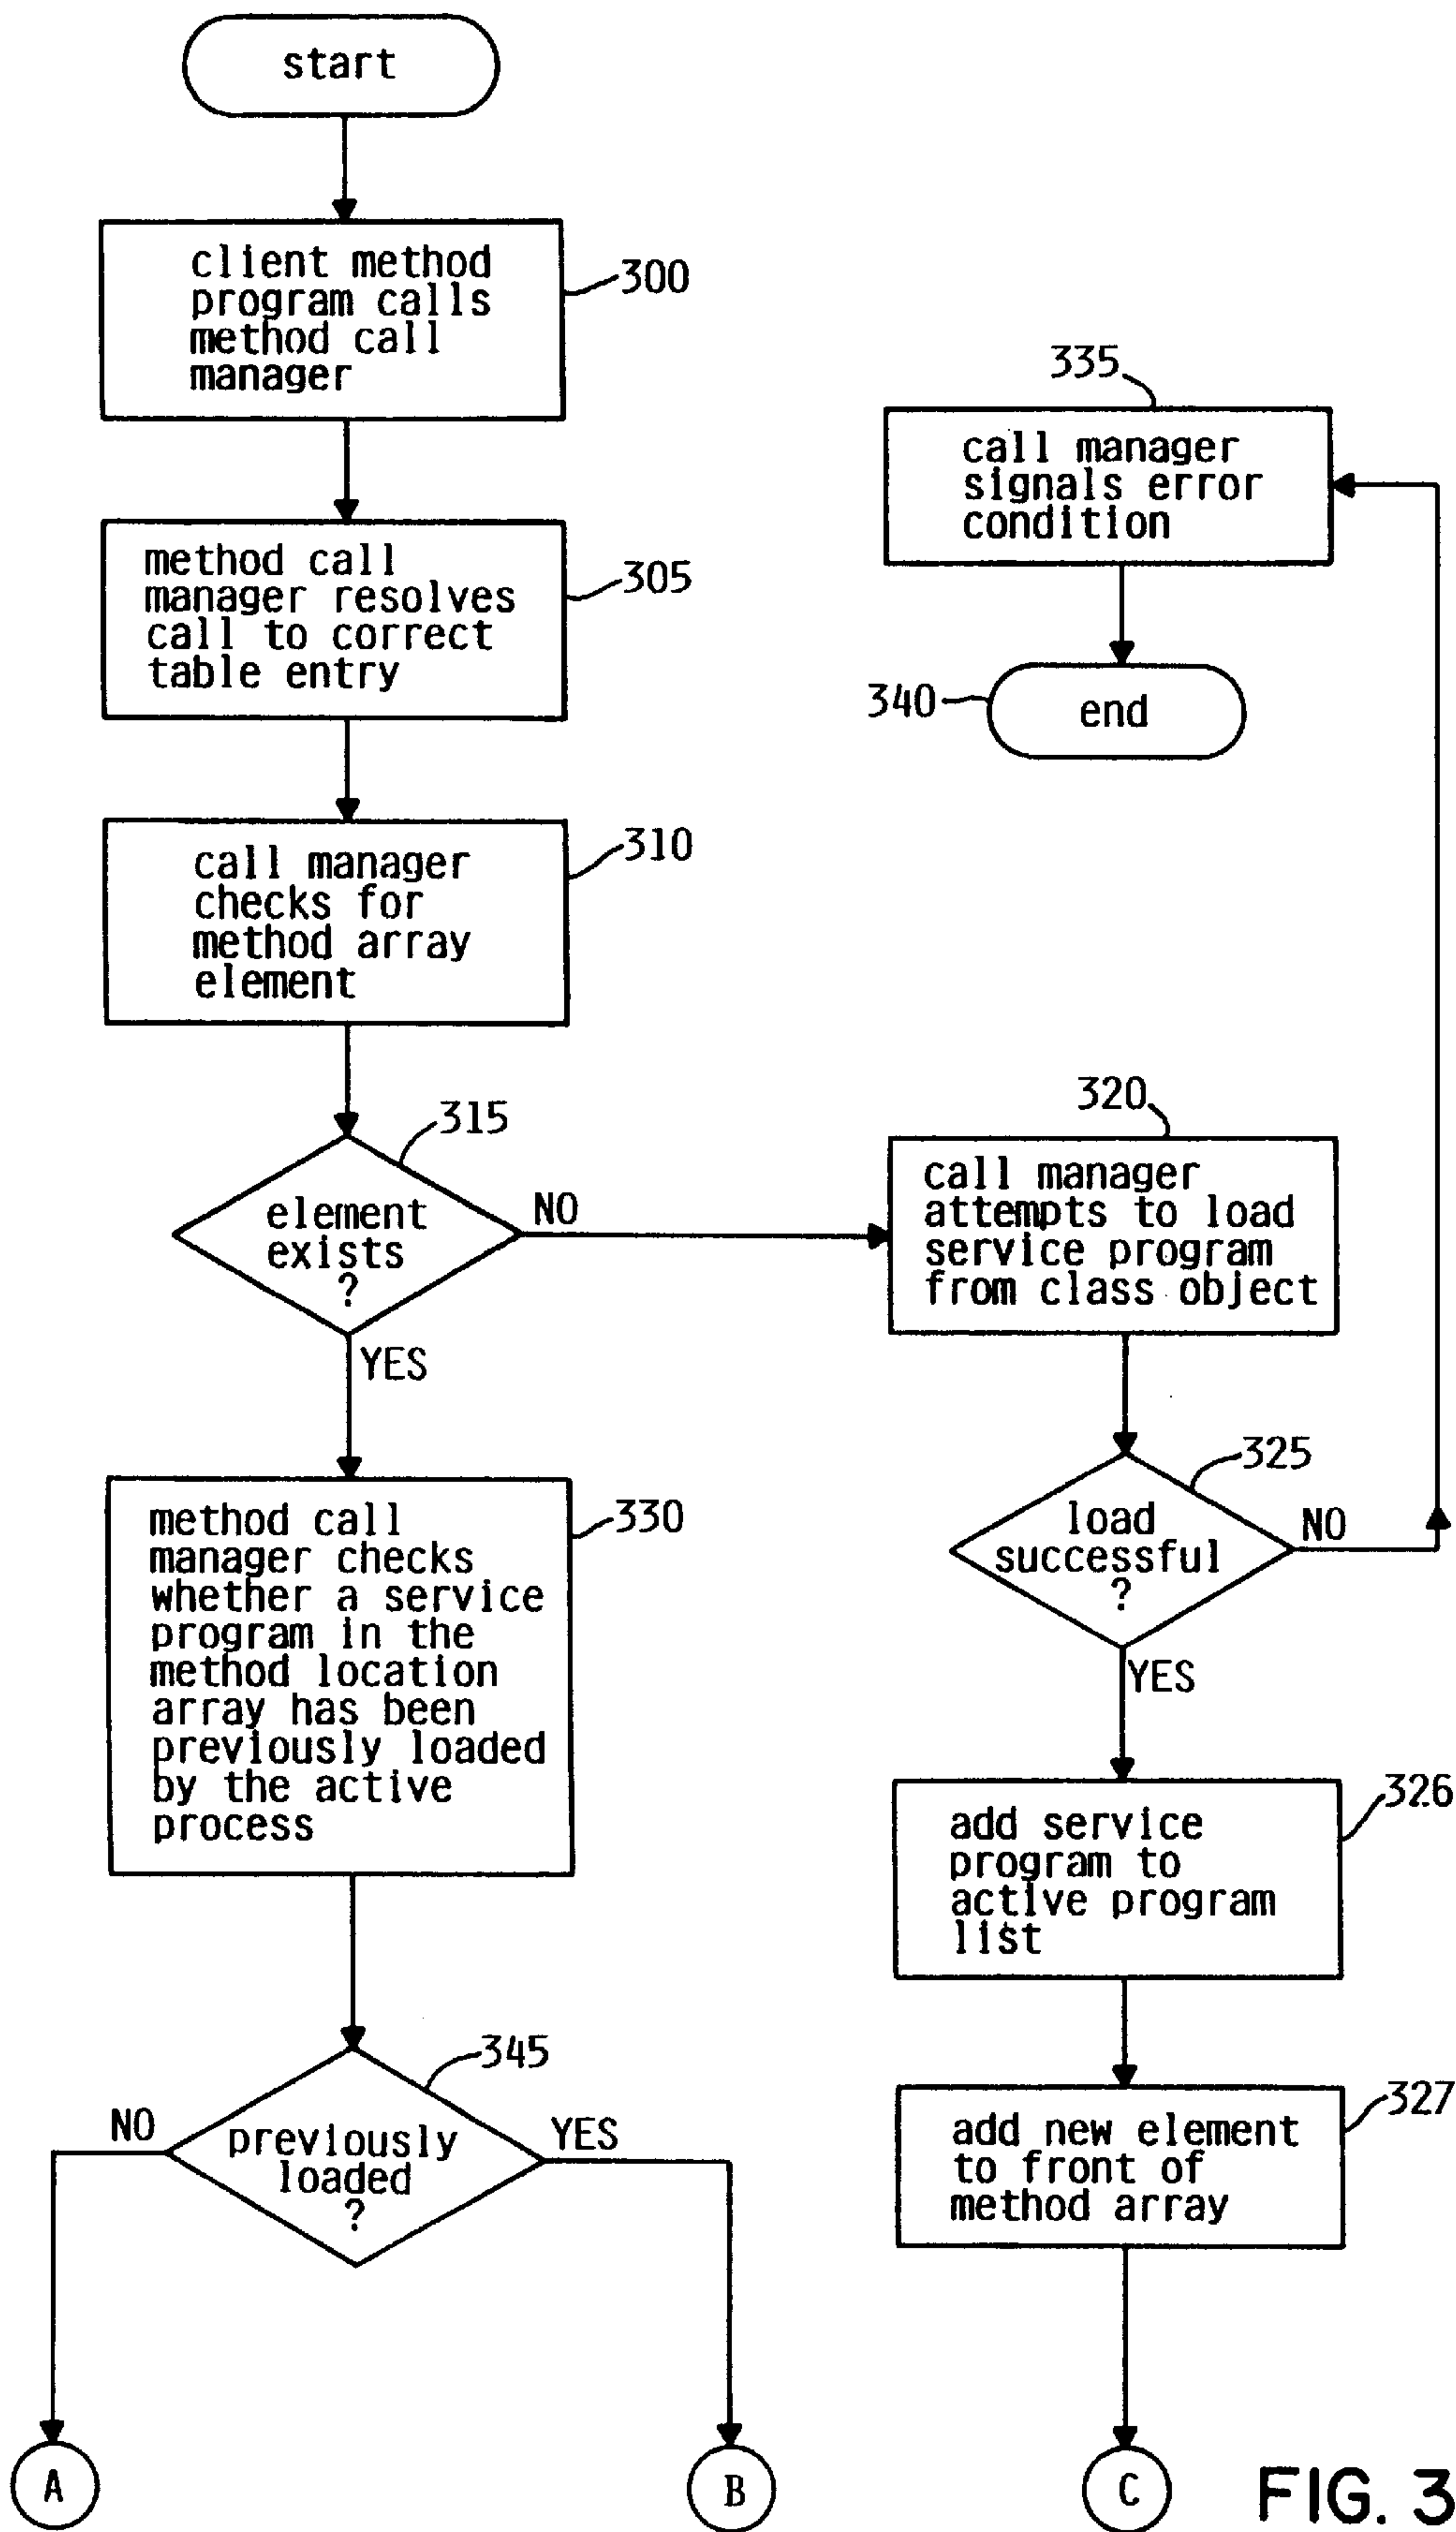 start
client method
program calls
method call
manager
300
method call
manager resolves
call to correct
table entry
305
call manager
checks for
method array
element
310
element
exists
?
315
NO
YES
method call
manager checks
whether a service
program in the
method location
array has been
previously loaded
by the active
process
330
previously
loaded
?
345
NO
YES
A
B
335
call manager
signals error
condition
340
end
320
call manager
attempts to load
service program
from class object
load
successful
?
325
NO
YES
add service
program to
active program
list
326
add new element
to front of
method array
327
C
FIG. 3